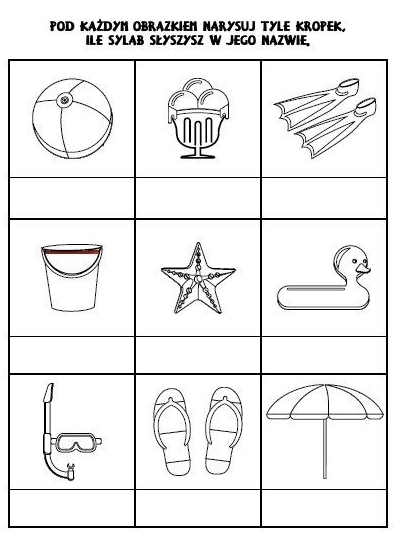 POD KAŻDYM OBRAZKIEM NARYSUJ TYLE KROPEK,
ILE SYLAB SŁYSZYSZ W JEGO NAZWIE.